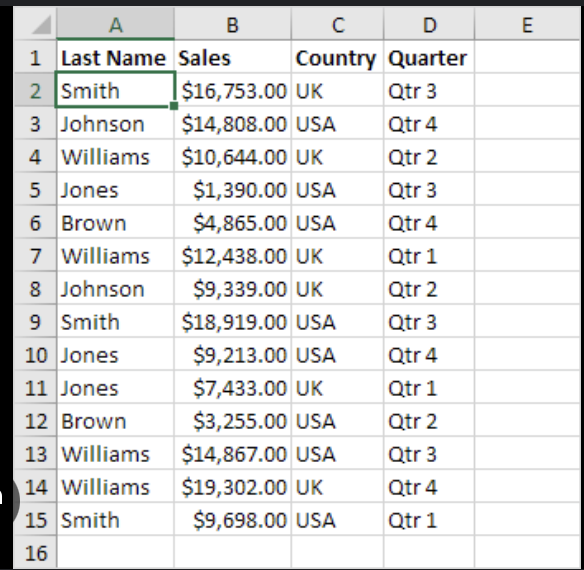 A B C D E
1 Last Name Sales Country Quarter
2 Smith $16,753.00 UK Qtr 3
3 Johnson $14,808.00 USA Qtr 4
4 Williams $10,644.00 UK Qtr 2
5 Jones $1,390.00 USA Qtr 3
6 Brown $4,865.00 USA Qtr 4
7 Williams $12,438.00 UK Qtr 1
8 Johnson $9,339.00 UK Qtr 2
9 Smith $18,919.00 USA Qtr 3
10 Jones $9,213.00 USA Qtr 4
11 Jones $7,433.00 UK Qtr 1
12 Brown $3,255.00 USA Qtr 2
13 Williams $14,867.00 USA Qtr 3
14 Williams $19,302.00 UK Qtr 4
15 Smith $9,698.00 USA Qtr 1
16